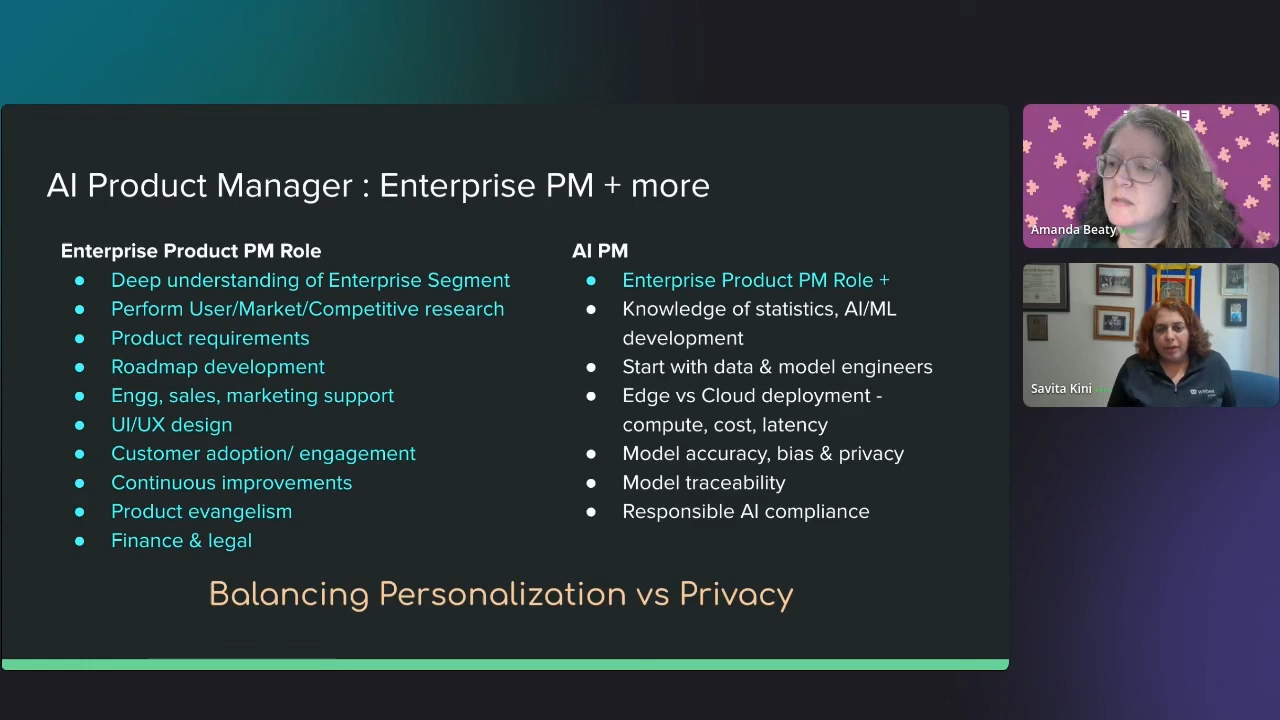 AI Product Manager : Enterprise PM + more
Enterprise Product PM Role
● Deep understanding of Enterprise Segment
● Perform User/Market/Competitive research
● Product requirements
● Roadmap development
● Engg, sales, marketing support
● UI/UX design
● Customer adoption/ engagement
● Continuous improvements
● Product evangelism
● Finance & legal
AI PM
● Enterprise Product PM Role +
● Knowledge of statistics, AI/ML
development
● Start with data & model engineers
● Edge vs Cloud deployment -
compute, cost, latency
● Model accuracy, bias & privacy
● Model traceability
● Responsible AI compliance
Balancing Personalization vs Privacy
Amanda Beaty
Savita Kini
webex